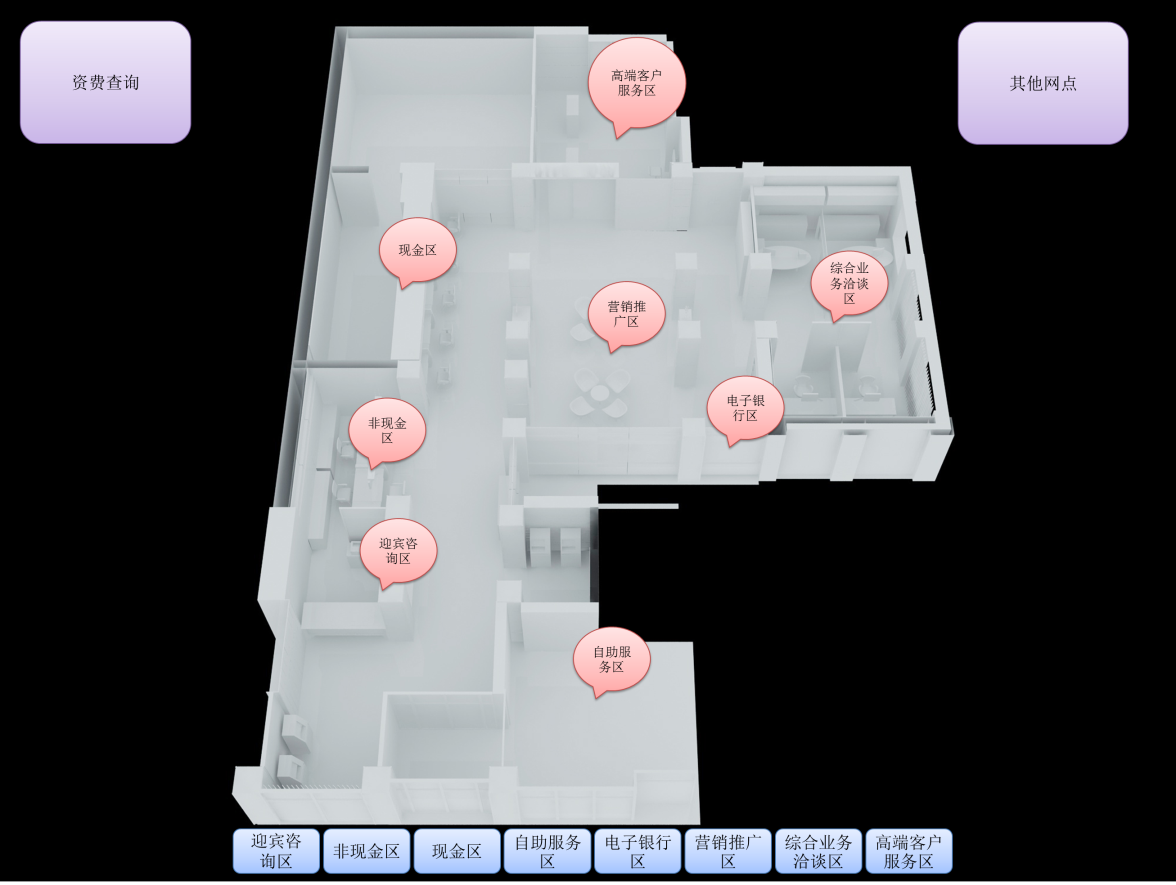 资费查询
其他网点
高端客户
服务区
现金区
综合业
务洽谈
区
营销推
广区
电子银
行区
非现金
区
迎宾咨
询区
自助服
务区
迎宾咨
询区
非现金区
现金区
自助服务
区
电子银行
区
营销推广
区
综合业务
洽谈区
高端客户
服务区